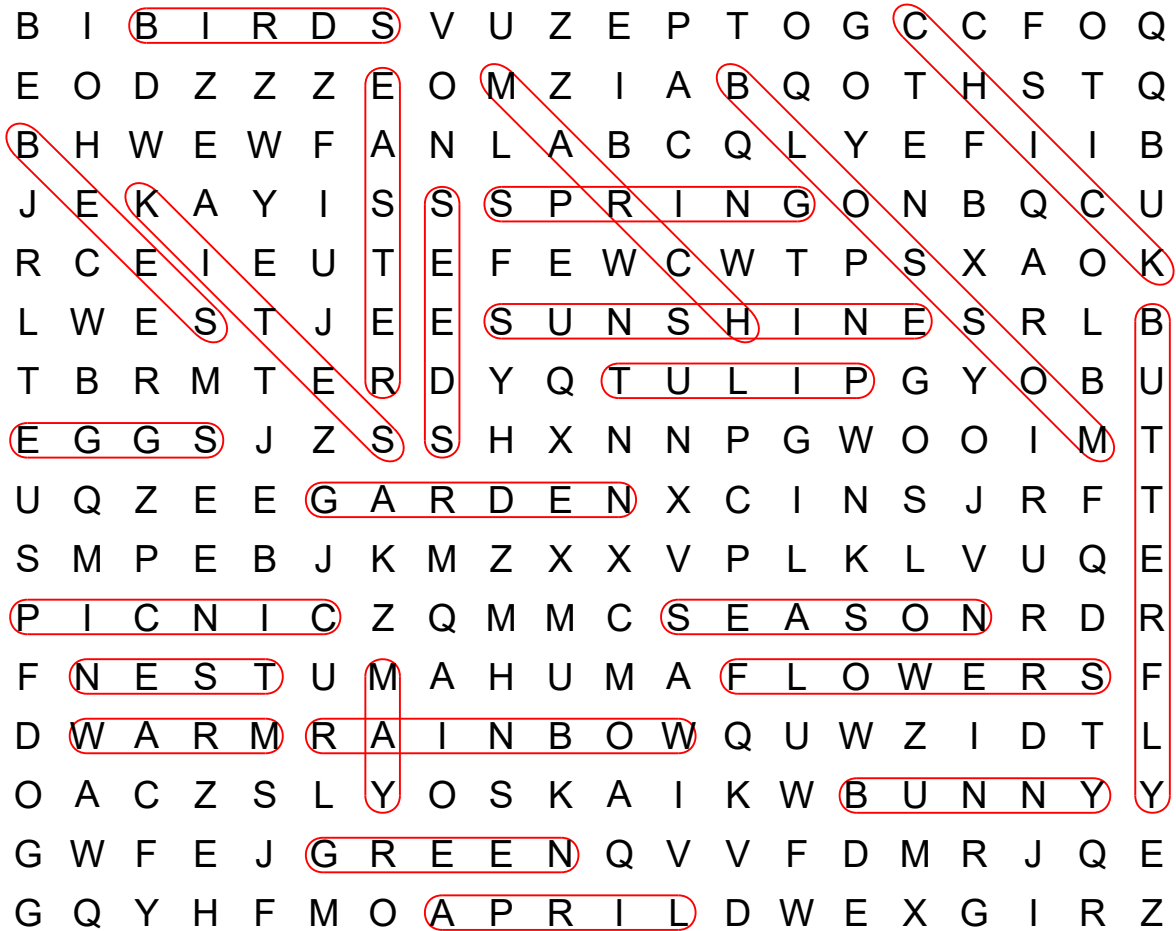 B I B I R D S V U Z E P T O G C C F O Q
E O D Z Z Z E O M Z I A B Q O T H S T Q
B H W E W F A N L A B C Q L Y E F I I B
J E K A Y I S S S P R I N G O N B Q C U
R C E I E U T E F E W C W T P S X A O K
L W E S T J E E S U N S H I N E S R L B
T B R M T E R D Y Q T U L I P G Y O B U
E G G S J Z S S H X N N P G W O O I M T
U Q Z E E G A R D E N X C I N S J R F T
S M P E B J K M Z X X V P L K L V U Q E
P I C N I C Z Q M M C S E A S O N R D R
F N E S T U M A H U M A F L O W E R S F
D W A R M R A I N B O W Q U W Z I D T L
O A C Z S L Y O S K A I K W B U N N Y Y
G W F E J G R E E N Q V V F D M R J Q E
G Q Y H F M O A P R I L D W E X G I R Z